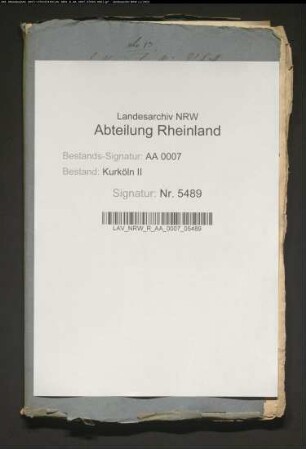 Landesarchiv NRW
Abteilung Rheinland
Bestands-Signatur: AA 0007
Bestand: Kurköln II
Signatur: Nr. 5489
LAV_NRW_R_AA_0007_05489